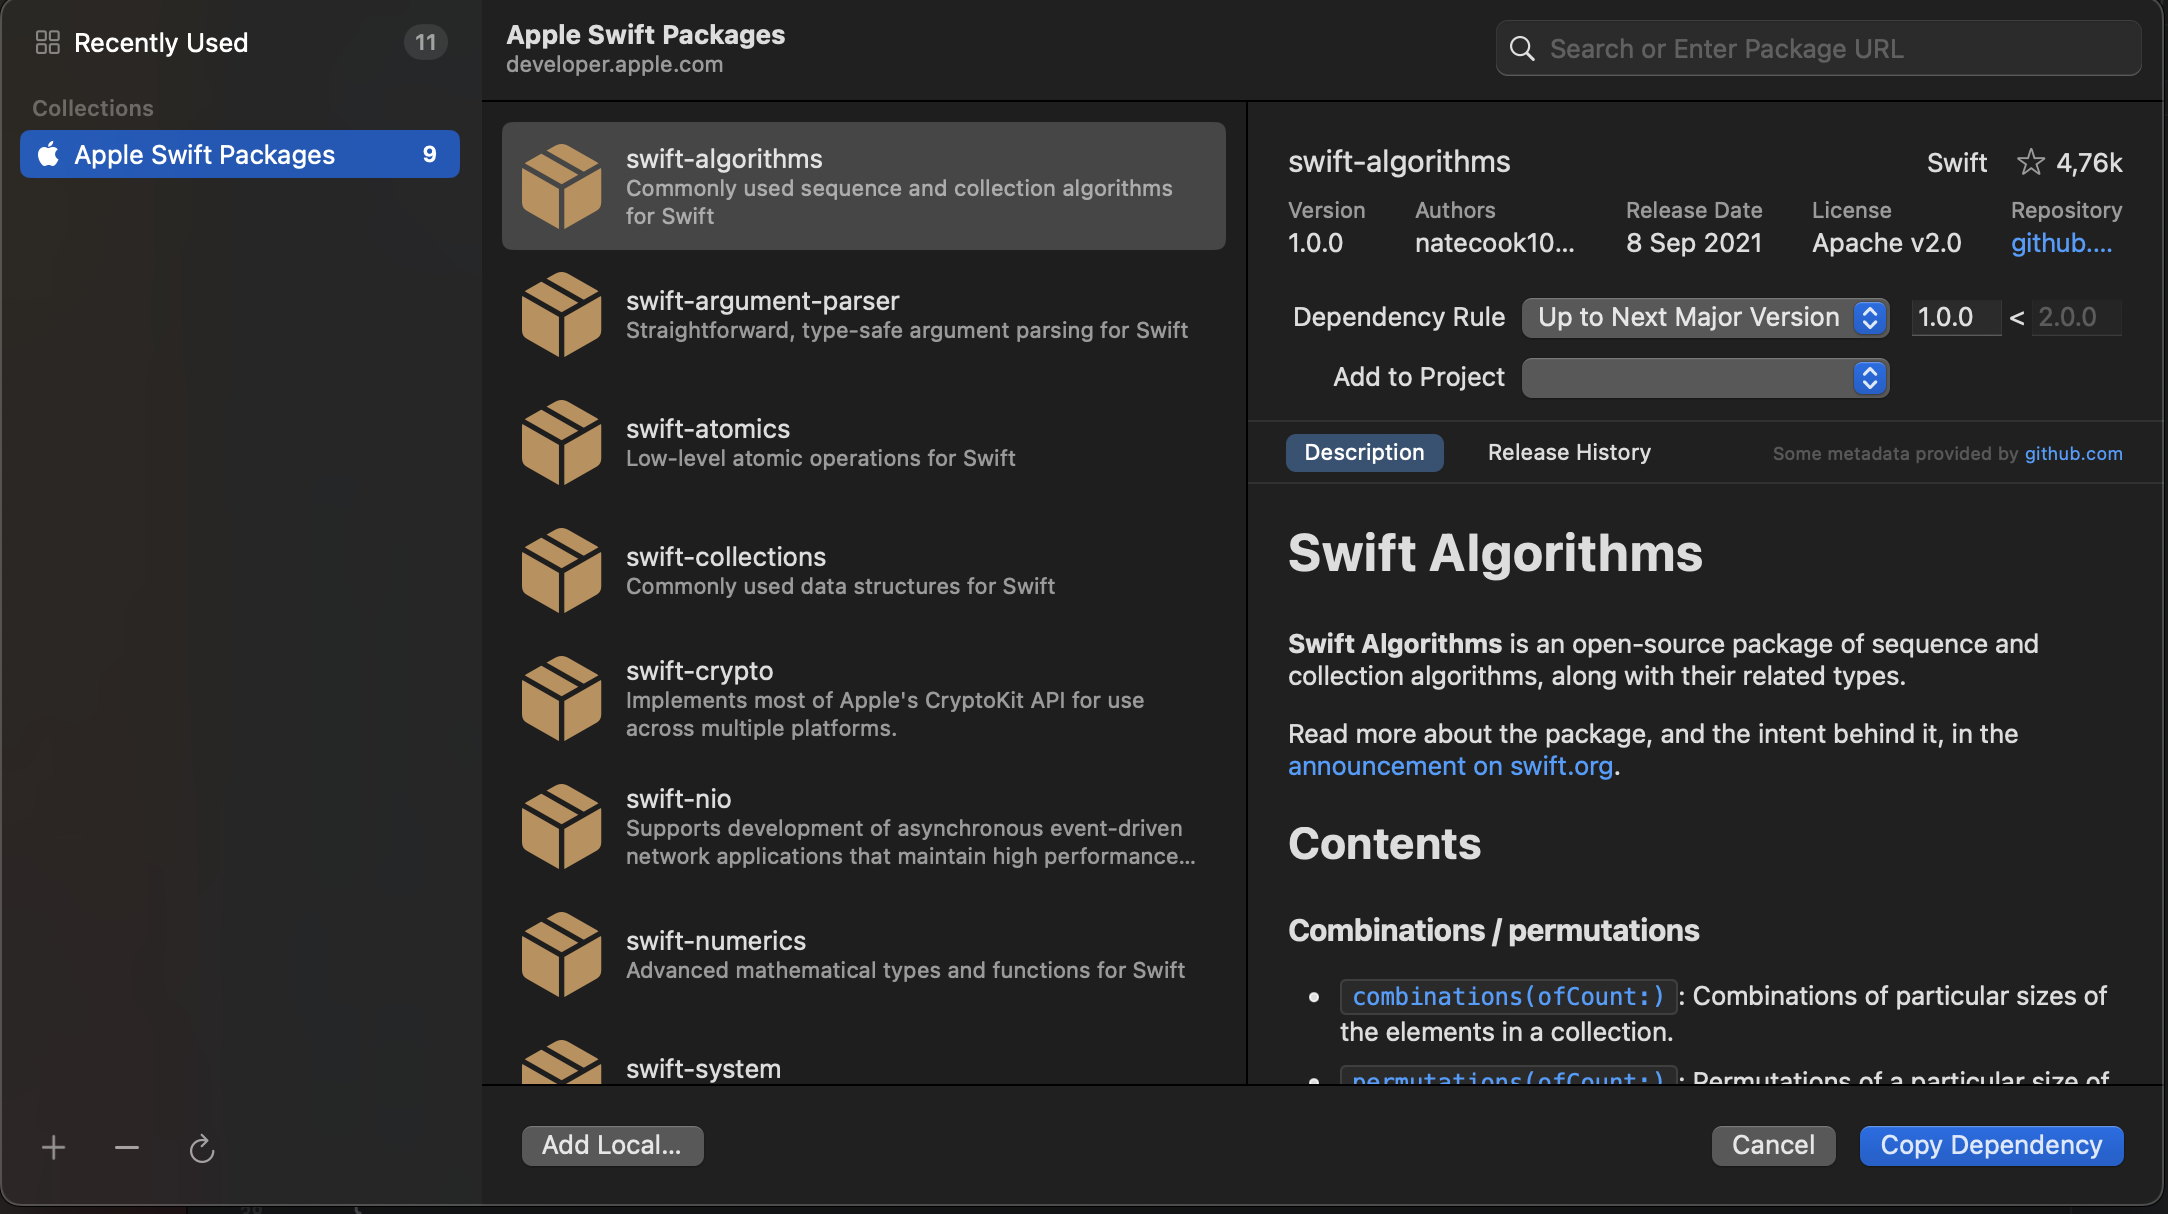 Recently Used
11
Collections
Apple Swift Packages
9
Apple Swift Packages
developer.apple.com
Search or Enter Package URL
swift-algorithms
Commonly used sequence and collection algorithms
for Swift
swift-argument-parser
Straightforward, type-safe argument parsing for Swift
swift-atomics
Low-level atomic operations for Swift
swift-collections
Commonly used data structures for Swift
swift-crypto
Implements most of Apple's CryptoKit API for use
across multiple platforms.
swift-nio
Supports development of asynchronous event-driven
network applications that maintain high performance...
swift-numerics
Advanced mathematical types and functions for Swift
swift-system
swift-algorithms
Swift 4,76k
Version Authors Release Date License Repository
1.0.0 natecook10... 8 Sep 2021 Apache v2.0 github....
Dependency Rule Up to Next Major Version 1.0.0 < 2.0.0
Add to Project
Description Release History Some metadata provided by github.com
Swift Algorithms
Swift Algorithms is an open-source package of sequence and
collection algorithms, along with their related types.
Read more about the package, and the intent behind it, in the
announcement on swift.org.
Contents
Combinations / permutations
• combinations(ofCount:) : Combinations of particular sizes of
the elements in a collection.
• permutations(ofCount:) : Permutations of a particular size of
Add Local...
Cancel
Copy Dependency